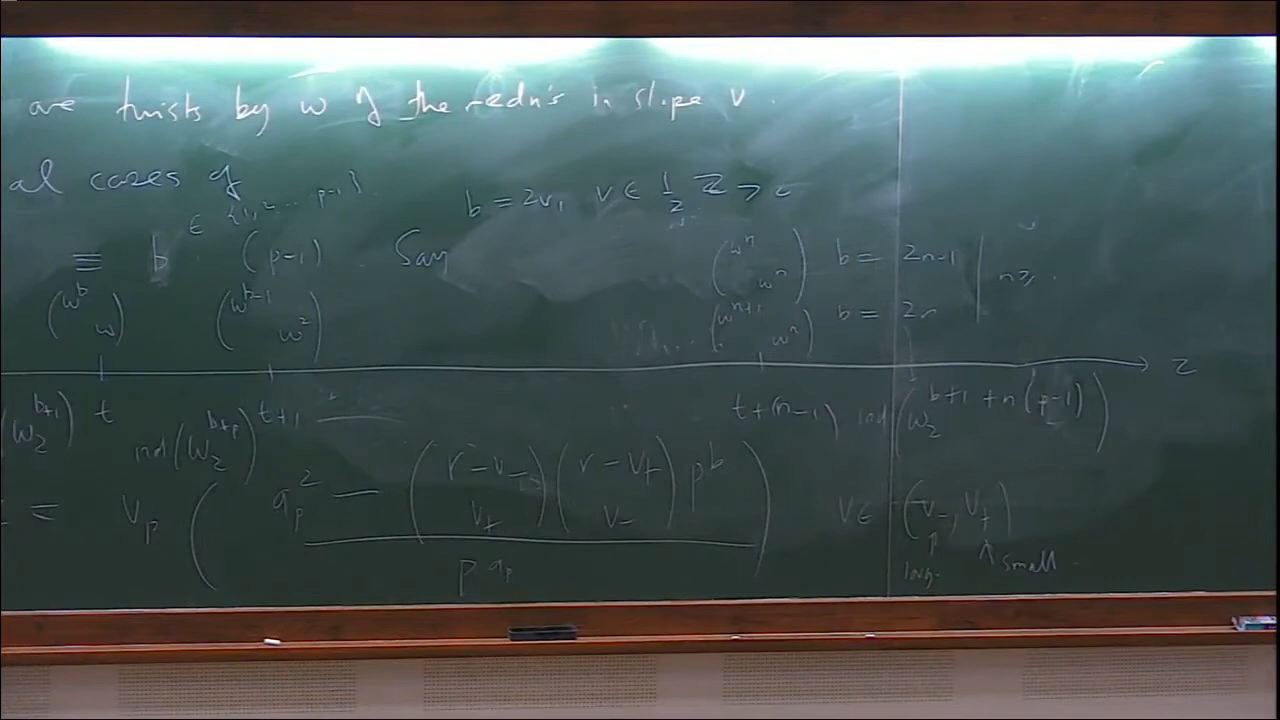 are twists by ω of the redn's in slope v.
al cases of
∈ {1, 2 ... p-1}. b = 2v, v ∈ 1/2 Z >
≡ b (p-1). Say (ω^n ω^n) b = 2n-1 | n ≥
(ω^b ω) (ω^{b-1} ω^2) (ω^{n+1} ω^n) b = 2n
t t+1 t+(n-1) τ
(ω_2^{b+1}) ind(ω_2^{b+p}) ind(ω_2^{b+1+n(p-1)})
= v_p ( a_p^2 - (r-v_- \choose v_+) (r-v_+ \choose v_-) p^b / p a_p ) v ∈ (v_-, v_+)
↑ ↑ small